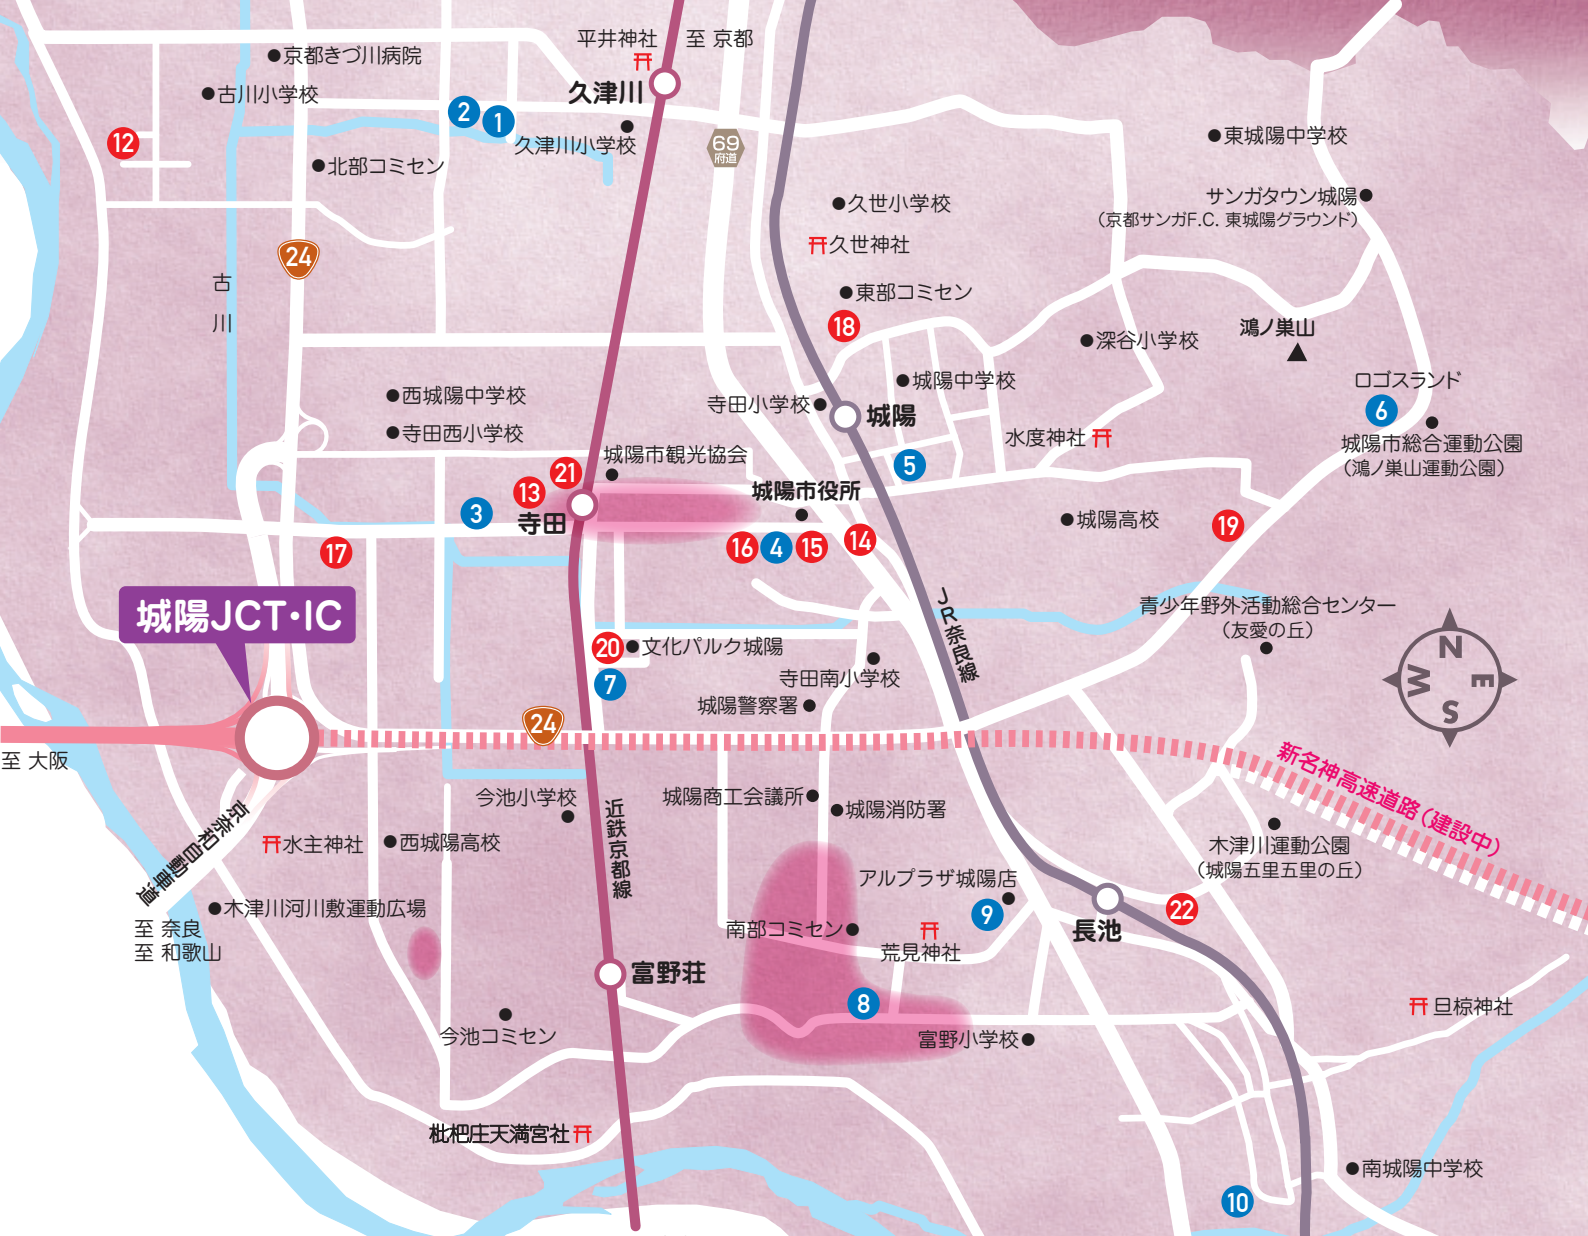 平井神社
至 京都
京都きづ川病院
久津川
古川小学校
2
1
12
久津川小学校
69
府道
東城陽中学校
北部コミセン
サンガタウン城陽
(京都サンガF.C. 東城陽グラウンド)
久世小学校
久世神社
24
古川
東部コミセン
18
鴻ノ巣山
深谷小学校
西城陽中学校
城陽中学校
ロゴスランド
6
寺田小学校
城陽
寺田西小学校
水度神社
城陽市総合運動公園
(鴻ノ巣山運動公園)
城陽市観光協会
21
5
13
城陽市役所
3
寺田
城陽高校
19
17
16
4
15
14
城陽JCT・IC
JR奈良線
青少年野外活動総合センター
(友愛の丘)
20
文化パルク城陽
N
W
E
S
7
寺田南小学校
城陽警察署
24
至 大阪
新名神高速道路(建設中)
今池小学校
城陽商工会議所
城陽消防署
近鉄京都線
京奈和自動車道
水主神社
西城陽高校
木津川運動公園
(城陽五里五里の丘)
アルプラザ城陽店
9
22
木津川河川敷運動広場
至 奈良
至 和歌山
南部コミセン
荒見神社
長池
富野荘
8
旦椋神社
今池コミセン
富野小学校
枇杷庄天満宮社
南城陽中学校
10